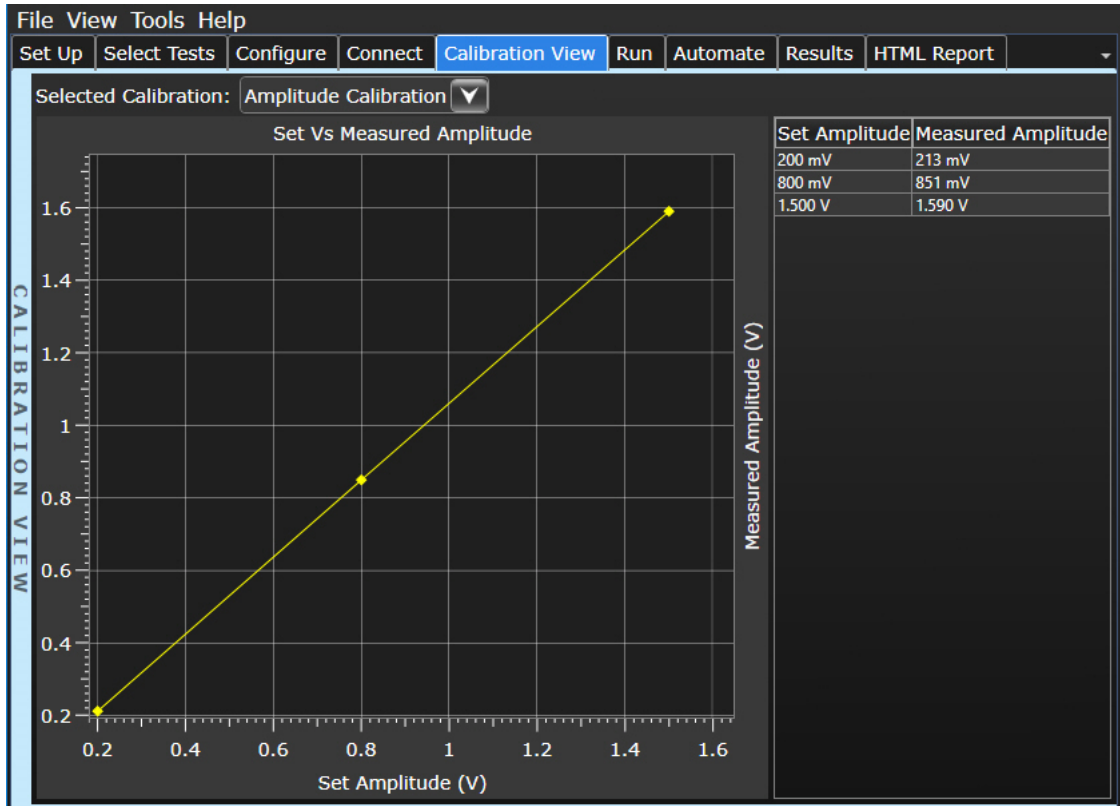 File View Tools Help
Set Up Select Tests Configure Connect Calibration View Run Automate Results HTML Report
Selected Calibration: Amplitude Calibration
CALIBRATION VIEW
Set Vs Measured Amplitude
1.6
1.4
1.2
1
0.8
0.6
0.4
0.2
0.2 0.4 0.6 0.8 1 1.2 1.4 1.6
Set Amplitude (V)
Measured Amplitude (V)
Set Amplitude Measured Amplitude
200 mV 213 mV
800 mV 851 mV
1.500 V 1.590 V